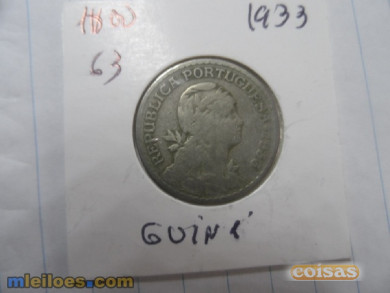 1933
63
REPUBLICA PORTUGUESA
GUINÉ
mleiloes.com
coisas